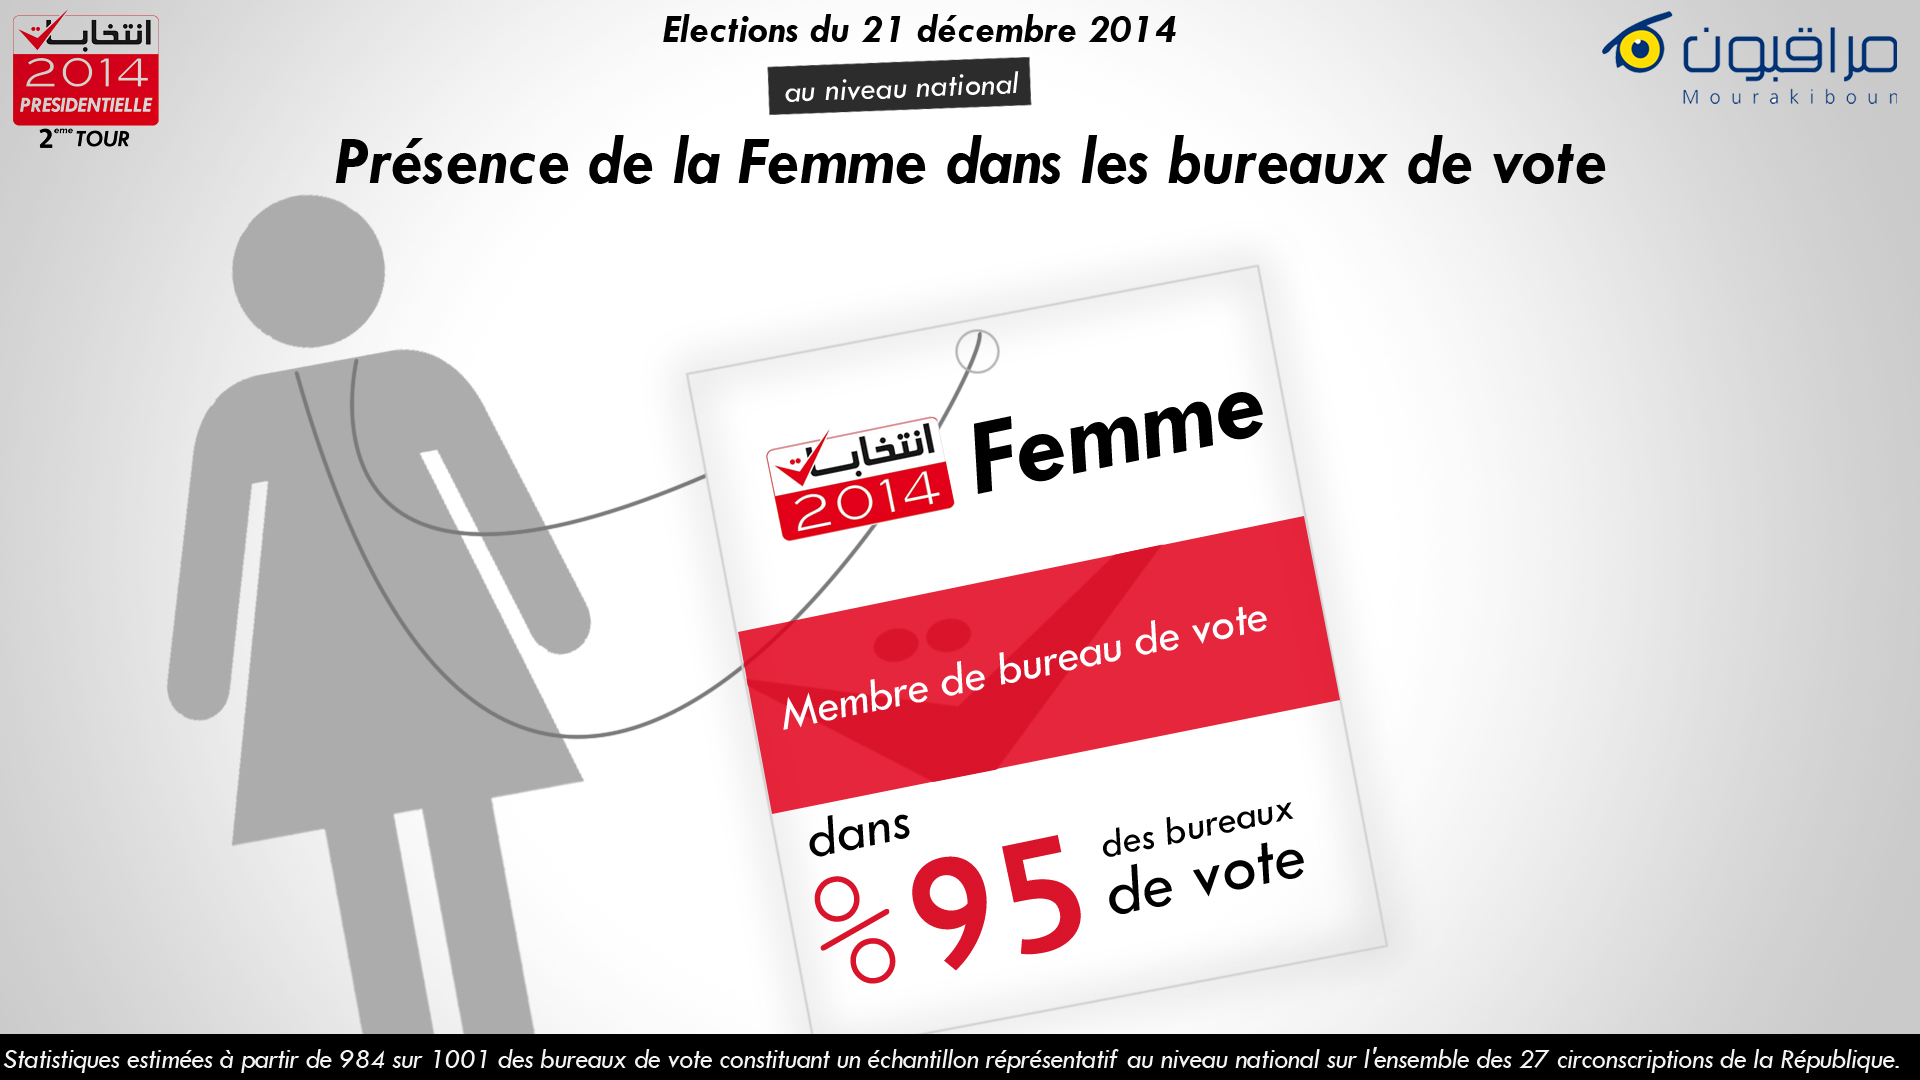 انتخابات
2014
PRESIDENTIELLE
2eme TOUR
Elections du 21 décembre 2014
au niveau national
مراقبون
Mourakiboun
Présence de la Femme dans les bureaux de vote
انتخابات
2014
Femme
Membre de bureau de vote
dans
% 95
des bureaux
de vote
Statistiques estimées à partir de 984 sur 1001 des bureaux de vote constituant un échantillon réprésentatif au niveau national sur l'ensemble des 27 circonscriptions de la République.